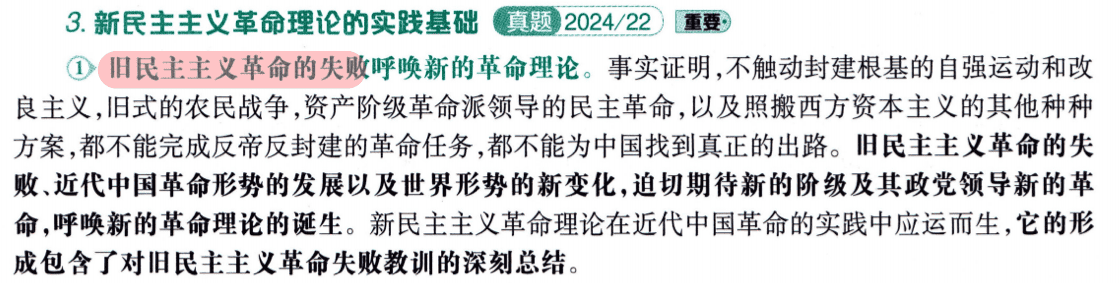 3. 新民主主义革命理论的实践基础 真题 2024/22 重要
① 旧民主主义革命的失败呼唤新的革命理论。事实证明,不触动封建根基的自强运动和改
良主义,旧式的农民战争,资产阶级革命派领导的民主革命,以及照搬西方资本主义的其他种种
方案,都不能完成反帝反封建的革命任务,都不能为中国找到真正的出路。旧民主主义革命的失
败、近代中国革命形势的发展以及世界形势的新变化,迫切期待新的阶级及其政党领导新的革
命,呼唤新的革命理论的诞生。新民主主义革命理论在近代中国革命的实践中应运而生,它的形
成包含了对旧民主主义革命失败教训的深刻总结。